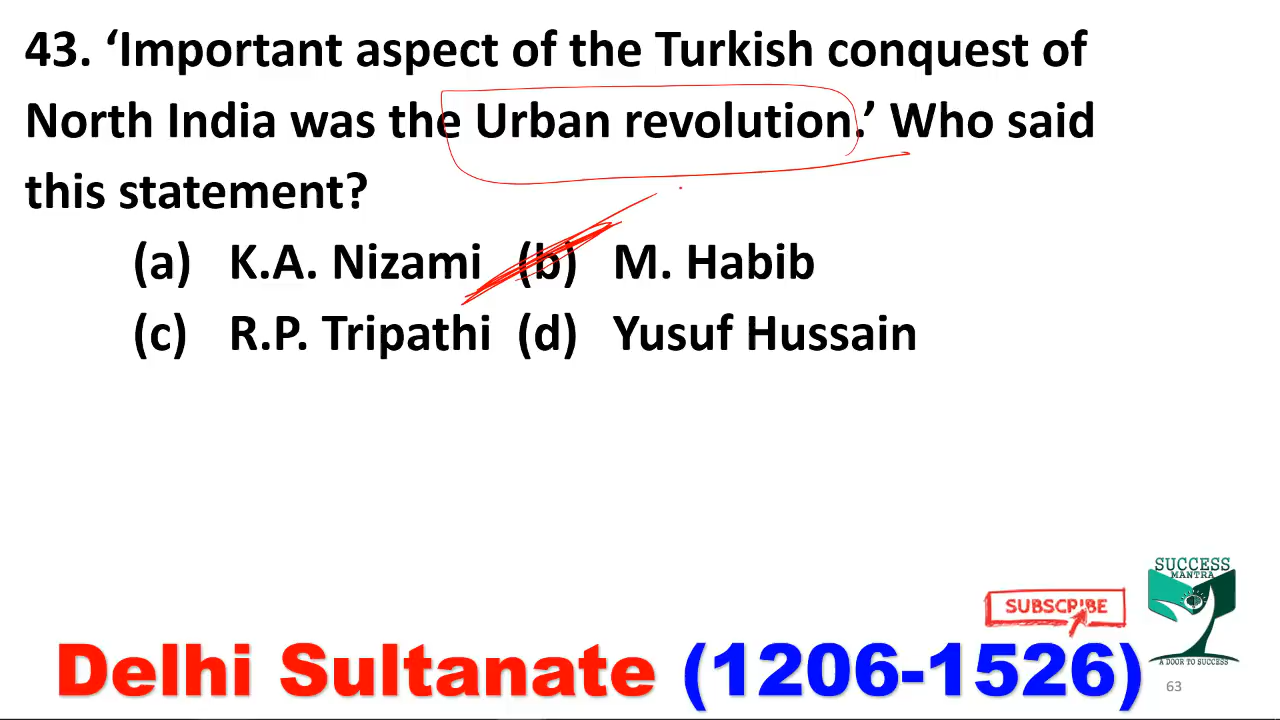 43. ‘Important aspect of the Turkish conquest of
North India was the Urban revolution.’ Who said
this statement?
(a) K.A. Nizami (b) M. Habib
(c) R.P. Tripathi (d) Yusuf Hussain
SUCCESS
MANTRA
SUBSCRIBE
A DOOR TO SUCCESS
Delhi Sultanate (1206-1526)
63